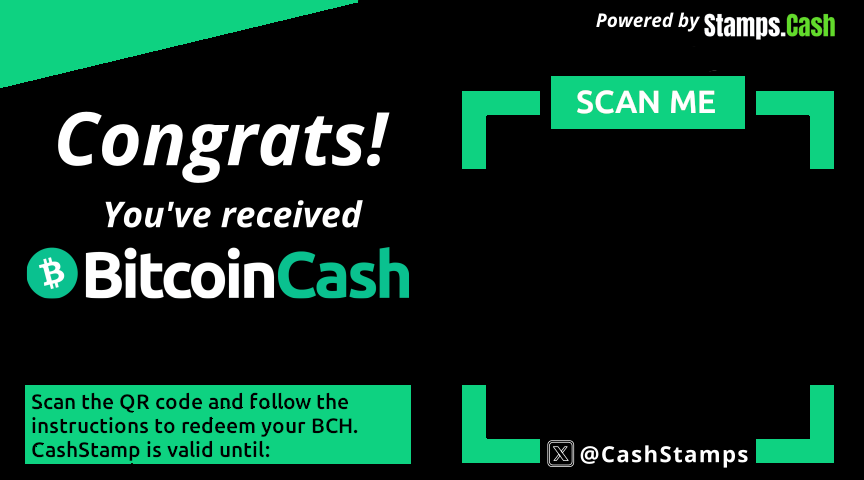 Powered by Stamps.Cash
SCAN ME
Congrats!
You've received
BitcoinCash
Scan the QR code and follow the
instructions to redeem your BCH.
CashStamp is valid until:
@CashStamps